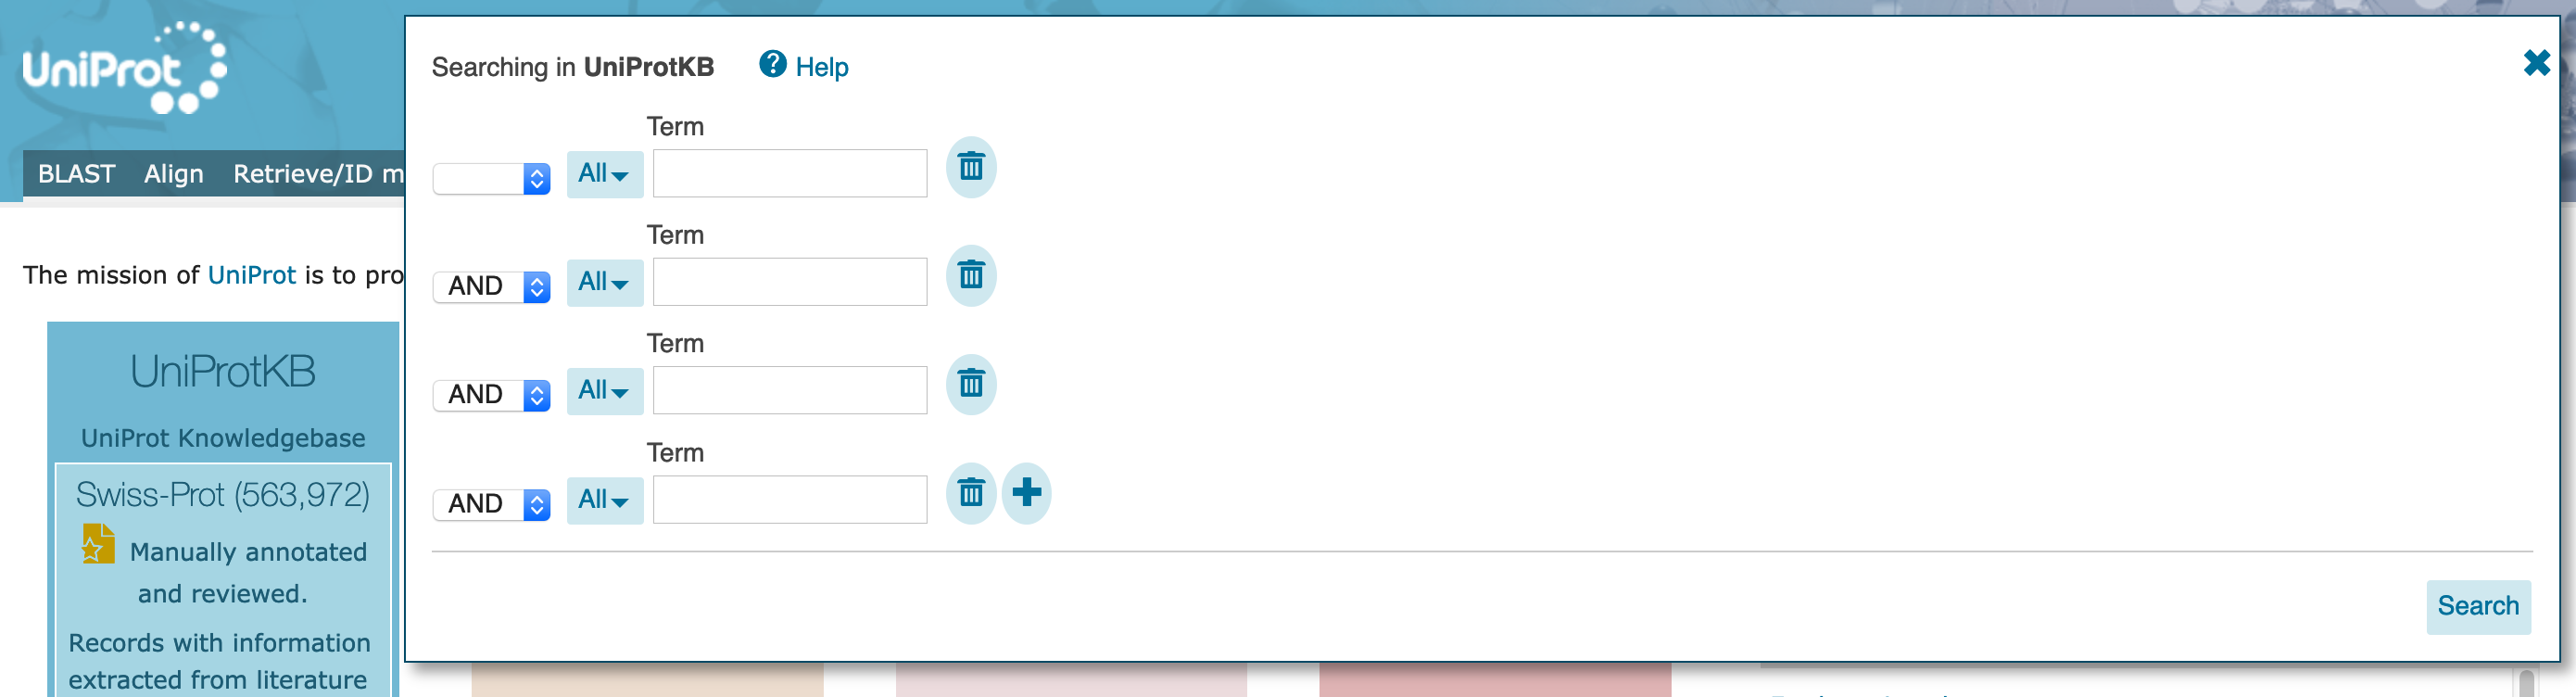 UniProt
BLAST Align Retrieve/ID m
The mission of UniProt is to pro
UniProtKB
UniProt Knowledgebase
Swiss-Prot (563,972)
Manually annotated
and reviewed.
Records with information
extracted from literature
Searching in UniProtKB ? Help
Term
All
Term
AND All
Term
AND All
Term
AND All
Search